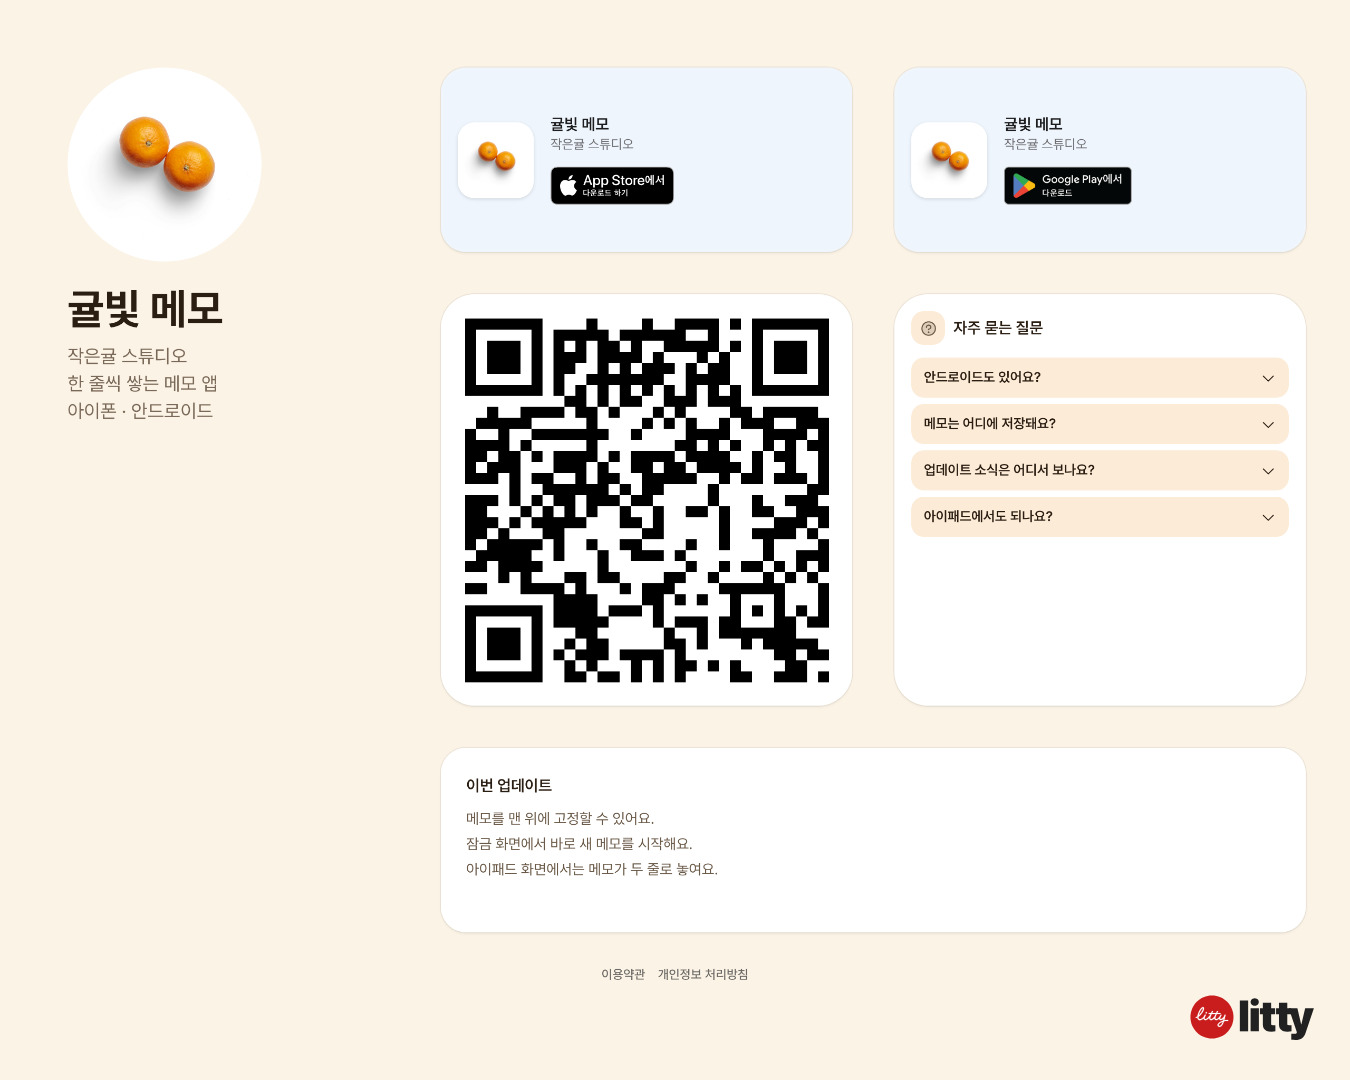 귤빛 메모
작은귤 스튜디오
한 줄씩 쌓는 메모 앱
아이폰 · 안드로이드
귤빛 메모
작은귤 스튜디오
App Store에서
다운로드 하기
귤빛 메모
작은귤 스튜디오
Google Play에서
다운로드
자주 묻는 질문
안드로이드도 있어요?
메모는 어디에 저장돼요?
업데이트 소식은 어디서 보나요?
아이패드에서도 되나요?
이번 업데이트
메모를 맨 위에 고정할 수 있어요.
잠금 화면에서 바로 새 메모를 시작해요.
아이패드 화면에서는 메모가 두 줄로 놓여요.
이용약관 개인정보 처리방침
litty litty